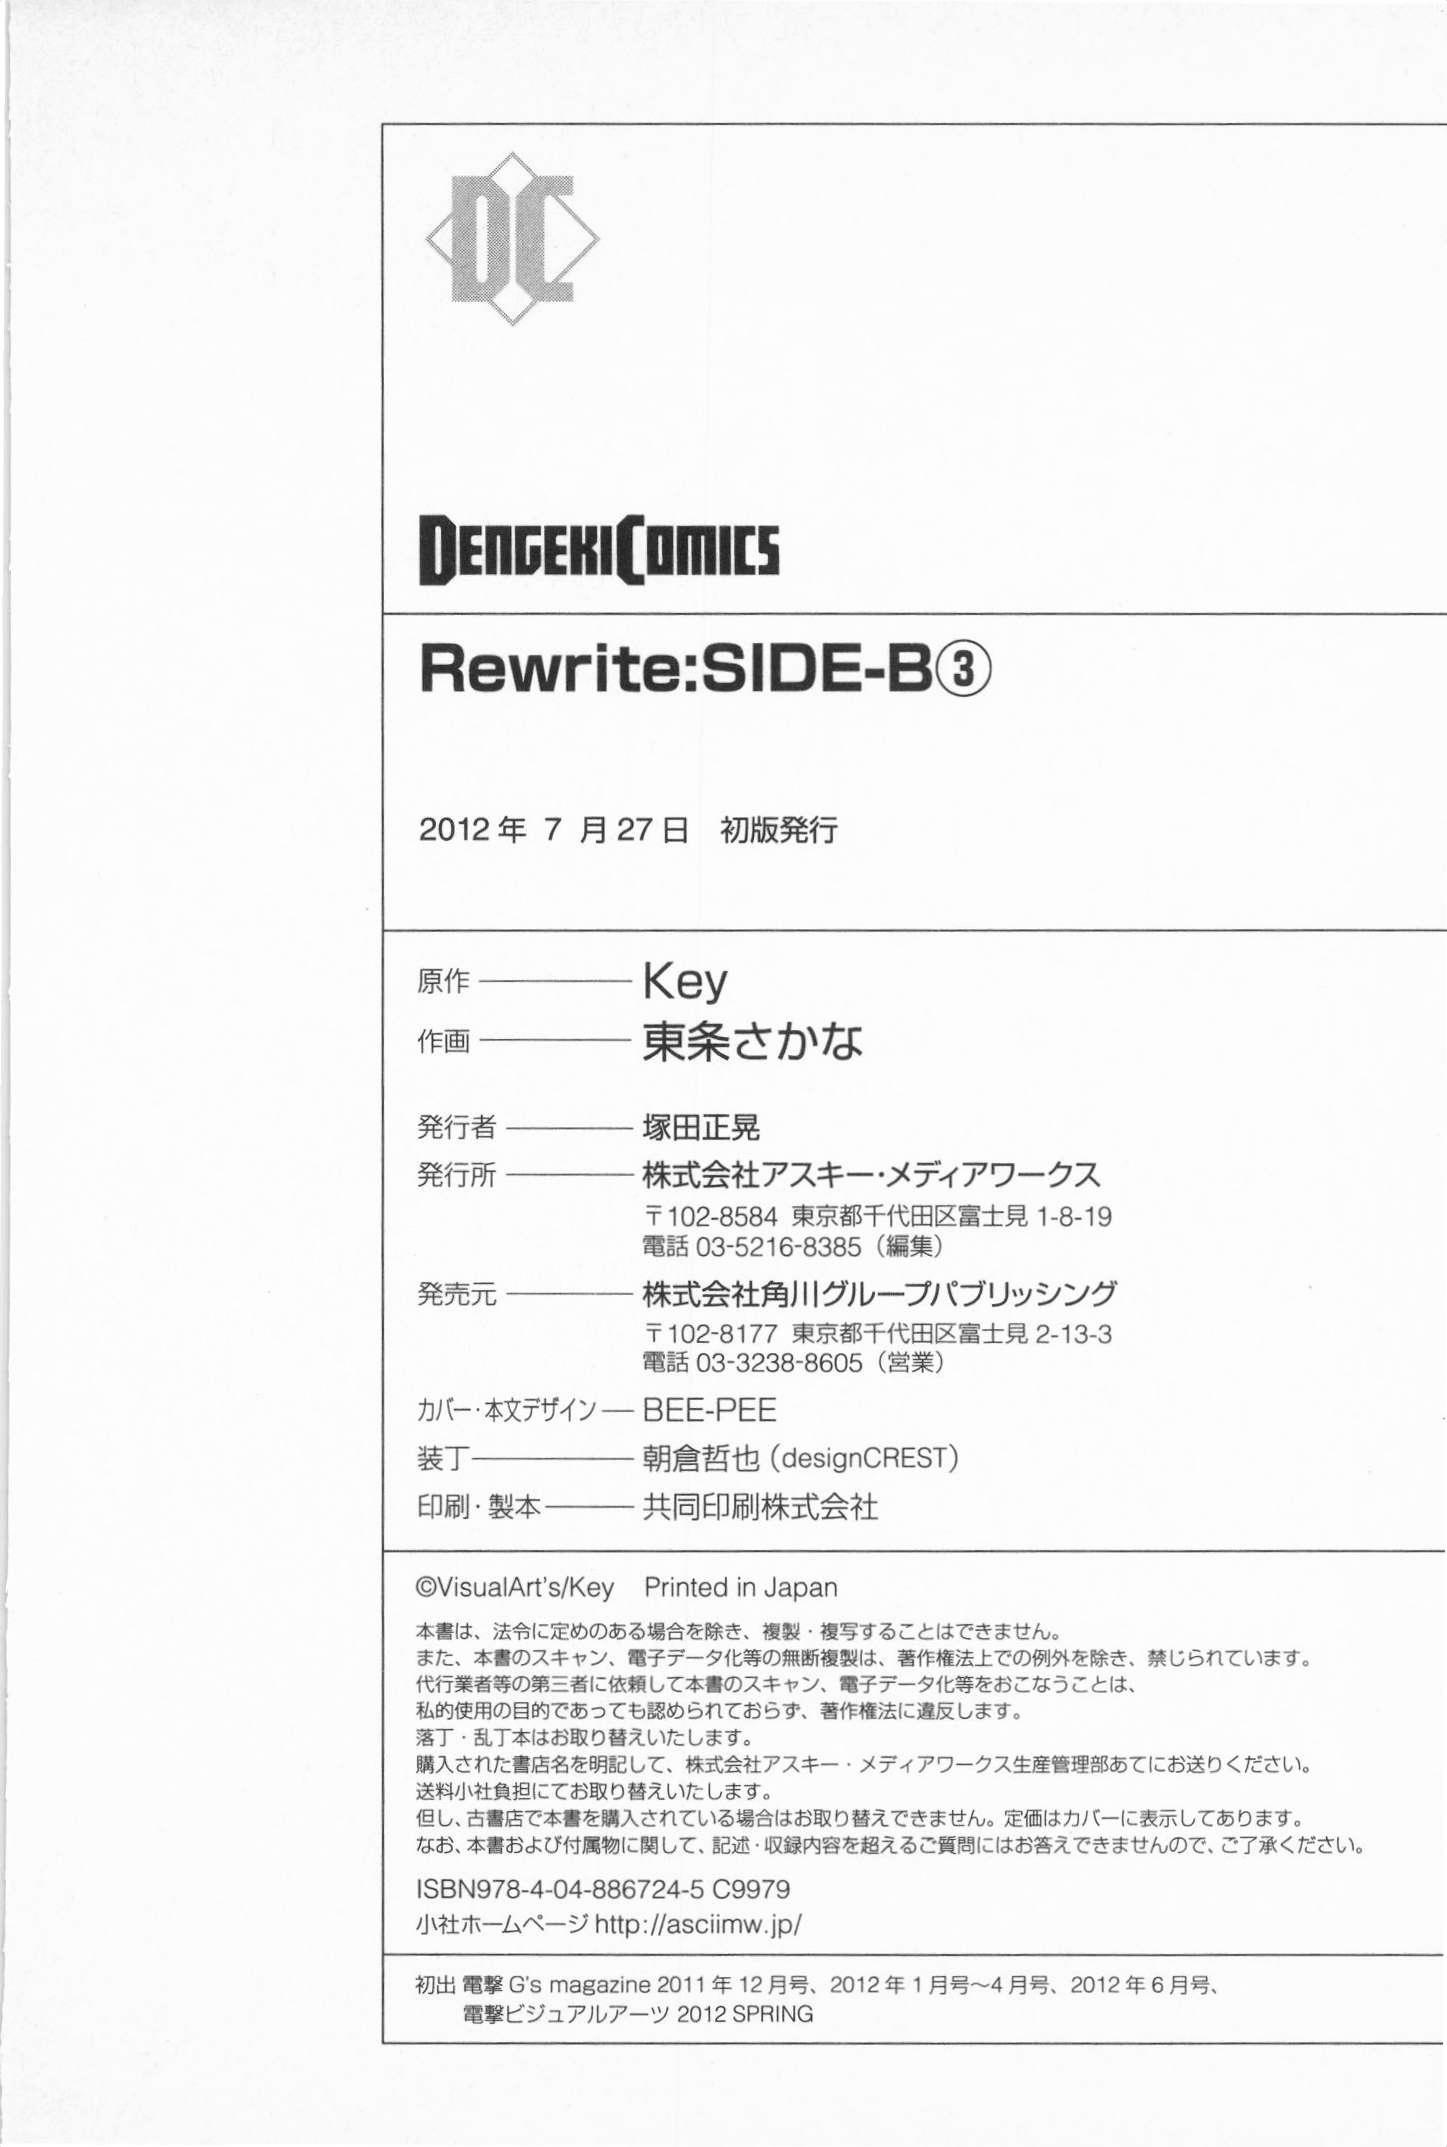 DC
DENGEKI COMICS
Rewrite:SIDE-B③
2012年 7 月27日 初版発行
原作 ――― Key
作画 ――― 東条さかな
発行者 ――― 塚田正晃
発行所 ――― 株式会社アスキー・メディアワークス
〒102-8584 東京都千代田区富士見 1-8-19
電話 03-5216-8385（編集）
発売元 ――― 株式会社角川グループパブリッシング
〒102-8177 東京都千代田区富士見 2-13-3
電話 03-3238-8605（営業）
カバー・本文デザイン ― BEE-PEE
装丁 ――― 朝倉哲也（designCREST）
印刷・製本 ――― 共同印刷株式会社
©VisualArt's/Key Printed in Japan
本書は、法令に定めのある場合を除き、複製・複写することはできません。
また、本書のスキャン、電子データ化等の無断複製は、著作権法上での例外を除き、禁じられています。
代行業者等の第三者に依頼して本書のスキャン、電子データ化等をおこなうことは、
私的使用の目的であっても認められておらず、著作権法に違反します。
落丁・乱丁本はお取り替えいたします。
購入された書店名を明記して、株式会社アスキー・メディアワークス生産管理部あてにお送りください。
送料小社負担にてお取り替えいたします。
但し、古書店で本書を購入されている場合はお取り替えできません。定価はカバーに表示してあります。
なお、本書および付属物に関して、記述・収録内容を超えるご質問にはお答えできませんので、ご了承ください。
ISBN978-4-04-886724-5 C9979
小社ホームページ http://asciimw.jp/
初出 電撃 G's magazine 2011年12月号、2012年1月号～4月号、2012年6月号、
電撃ビジュアルアーツ 2012 SPRING